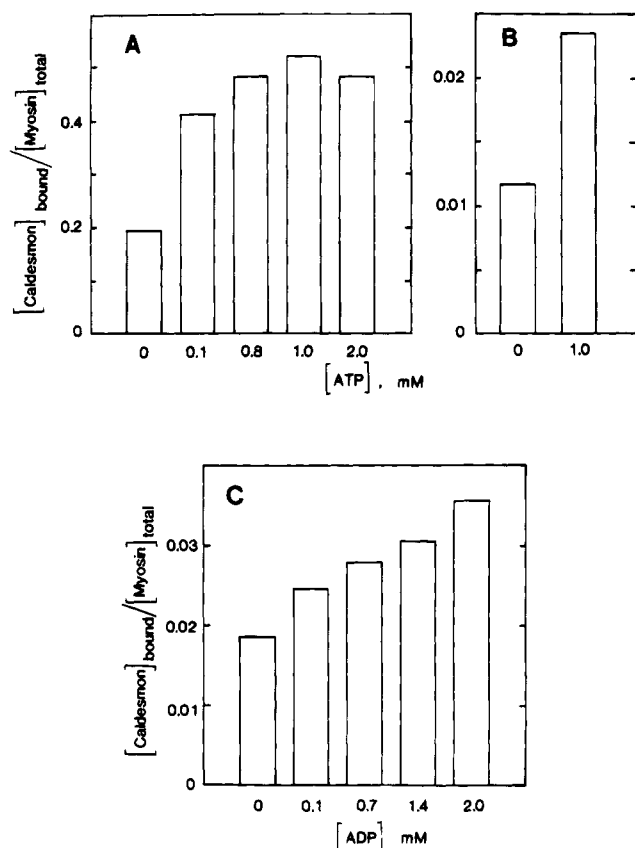 A
B
[Caldesmon]bound/[Myosin]total
0.4
0.2
0
0.02
0.01
0
0 0.1 0.8 1.0 2.0
0 1.0
[ATP] , mM
C
[Caldesmon]bound/[Myosin]total
0.03
0.02
0.01
0
0 0.1 0.7 1.4 2.0
[ADP] mM